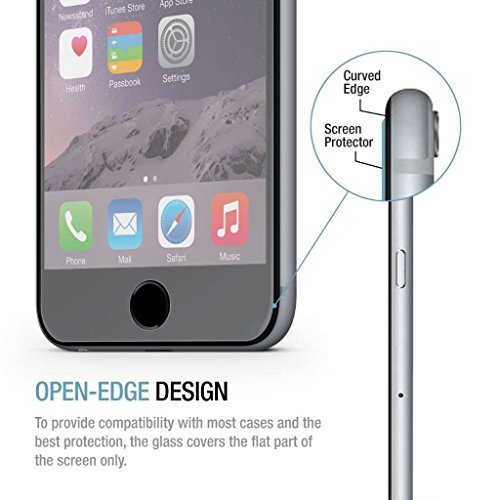 Newsstand
iTunes Store
App Store
Health
Passbook
Settings
Phone
Mail
Safari
Music
Curved
Edge
Screen
Protector
OPEN-EDGE DESIGN
To provide compatibility with most cases and the
best protection, the glass covers the flat part of
the screen only.